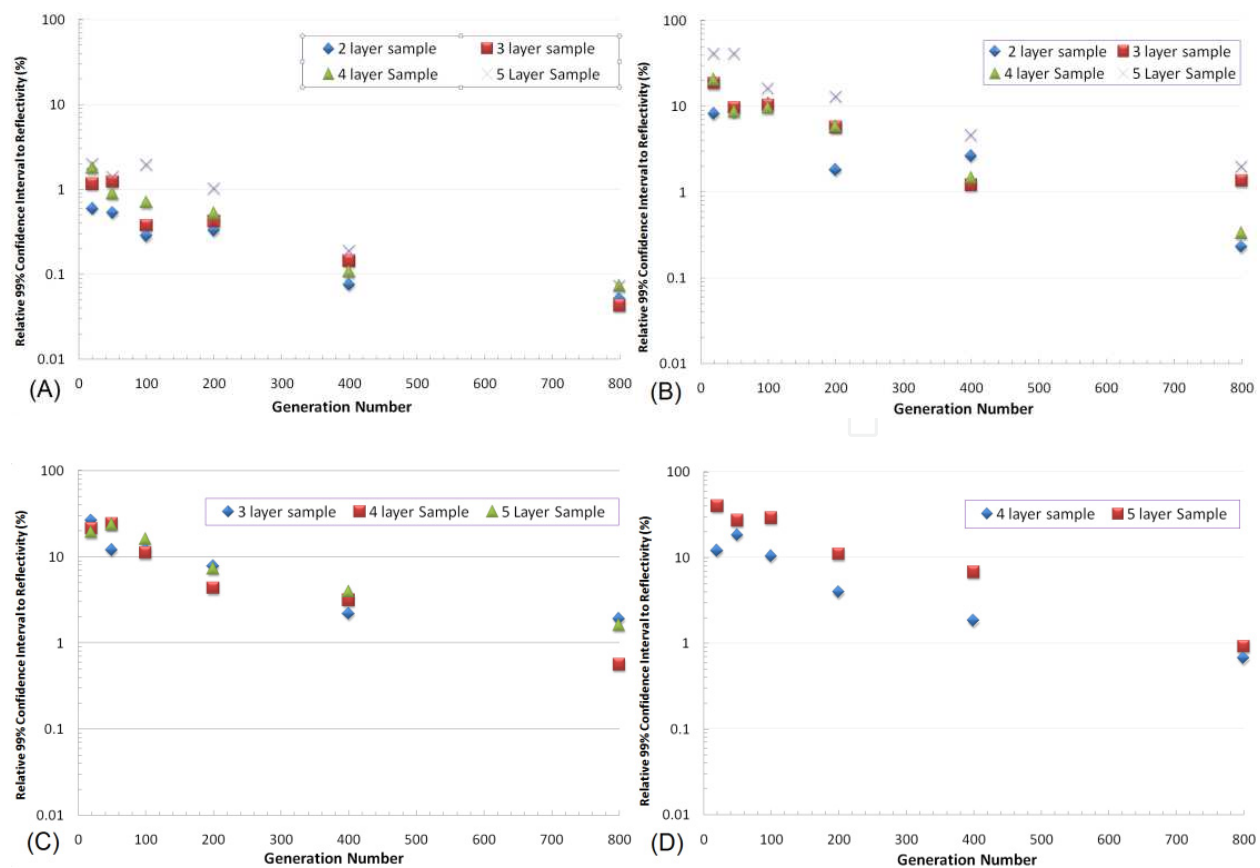 Relative 99% Confidence Interval to Reflectivity (%)
100
10
1
0.1
0.01
2 layer sample 3 layer sample
4 layer Sample 5 Layer Sample
0 100 200 300 400 500 600 700 800
Generation Number
(A)
Relative 99% Confidence Interval to Reflectivity (%)
100
10
1
0.1
0.01
2 layer sample 3 layer sample
4 layer Sample 5 Layer Sample
0 100 200 300 400 500 600 700 800
Generation Number
(B)
Relative 99% Confidence Interval to Reflectivity (%)
100
10
1
0.1
0.01
3 layer sample 4 layer Sample 5 Layer Sample
0 100 200 300 400 500 600 700 800
Generation Number
(C)
Relative 99% Confidence Interval to Reflectivity (%)
100
10
1
0.1
0.01
4 layer sample 5 layer Sample
0 100 200 300 400 500 600 700 800
Generation Number
(D)